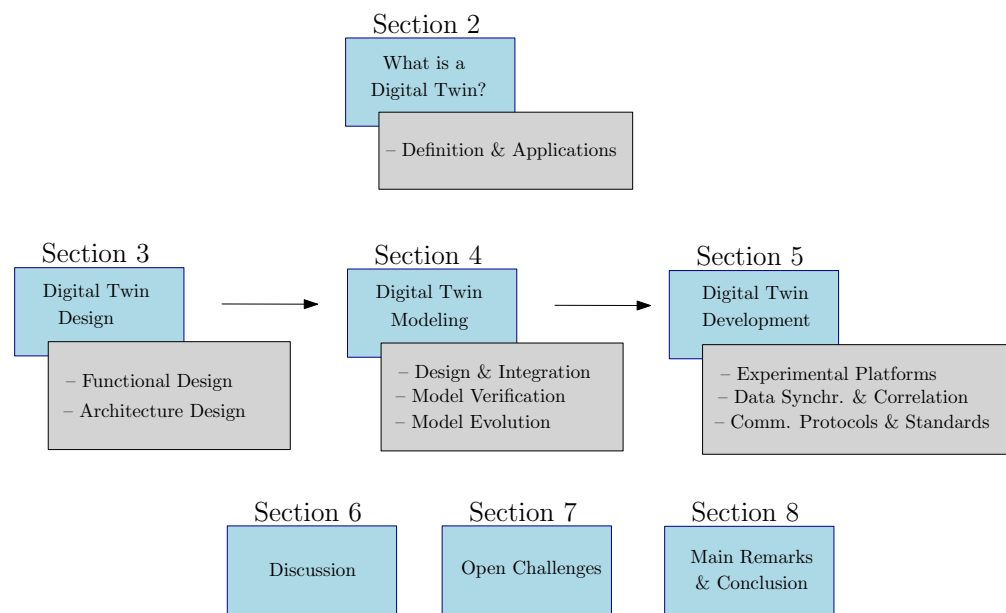 Section 2
What is a
Digital Twin?
– Definition & Applications
Section 3
Digital Twin
Design
– Functional Design
– Architecture Design
Section 4
Digital Twin
Modeling
– Design & Integration
– Model Verification
– Model Evolution
Section 5
Digital Twin
Development
– Experimental Platforms
– Data Synchr. & Correlation
– Comm. Protocols & Standards
Section 6
Discussion
Section 7
Open Challenges
Section 8
Main Remarks
& Conclusion